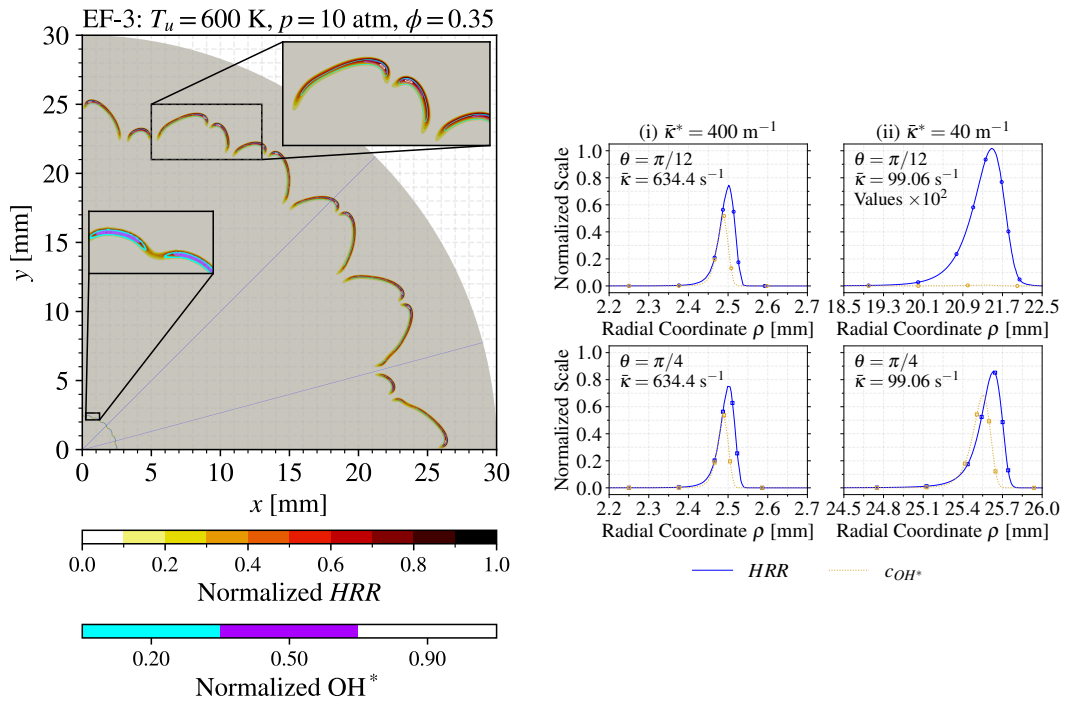 EF-3: T_u = 600 K, p = 10 atm, ϕ = 0.35
30
25
20
15
10
5
0
y [mm]
0 5 10 15 20 25 30
x [mm]
0.0 0.2 0.4 0.6 0.8 1.0
Normalized HRR
0.20 0.50 0.90
Normalized OH*
(i) κ̄* = 400 m⁻¹
1.0
0.8
0.6
0.4
0.2
0.0
Normalized Scale
θ = π/12
κ̄ = 634.4 s⁻¹
2.2 2.3 2.4 2.5 2.6 2.7
Radial Coordinate ρ [mm]
(ii) κ̄* = 40 m⁻¹
θ = π/12
κ̄ = 99.06 s⁻¹
Values ×10²
18.5 19.3 20.1 20.9 21.7 22.5
Radial Coordinate ρ [mm]
1.0
0.8
0.6
0.4
0.2
0.0
Normalized Scale
θ = π/4
κ̄ = 634.4 s⁻¹
2.2 2.3 2.4 2.5 2.6 2.7
Radial Coordinate ρ [mm]
θ = π/4
κ̄ = 99.06 s⁻¹
24.5 24.8 25.1 25.4 25.7 26.0
Radial Coordinate ρ [mm]
HRR
c_OH*